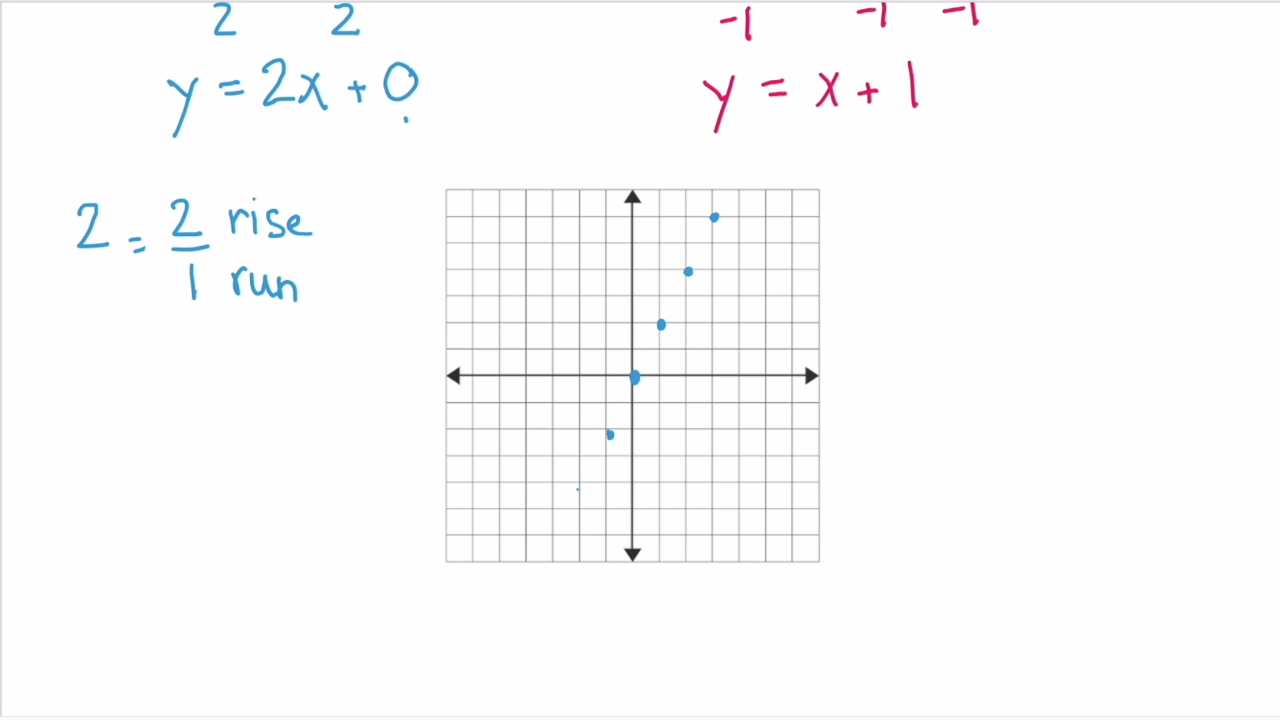 2 2
y = 2x + 0
-1 -1 -1
y = x + 1
2 = 2/1 rise
run